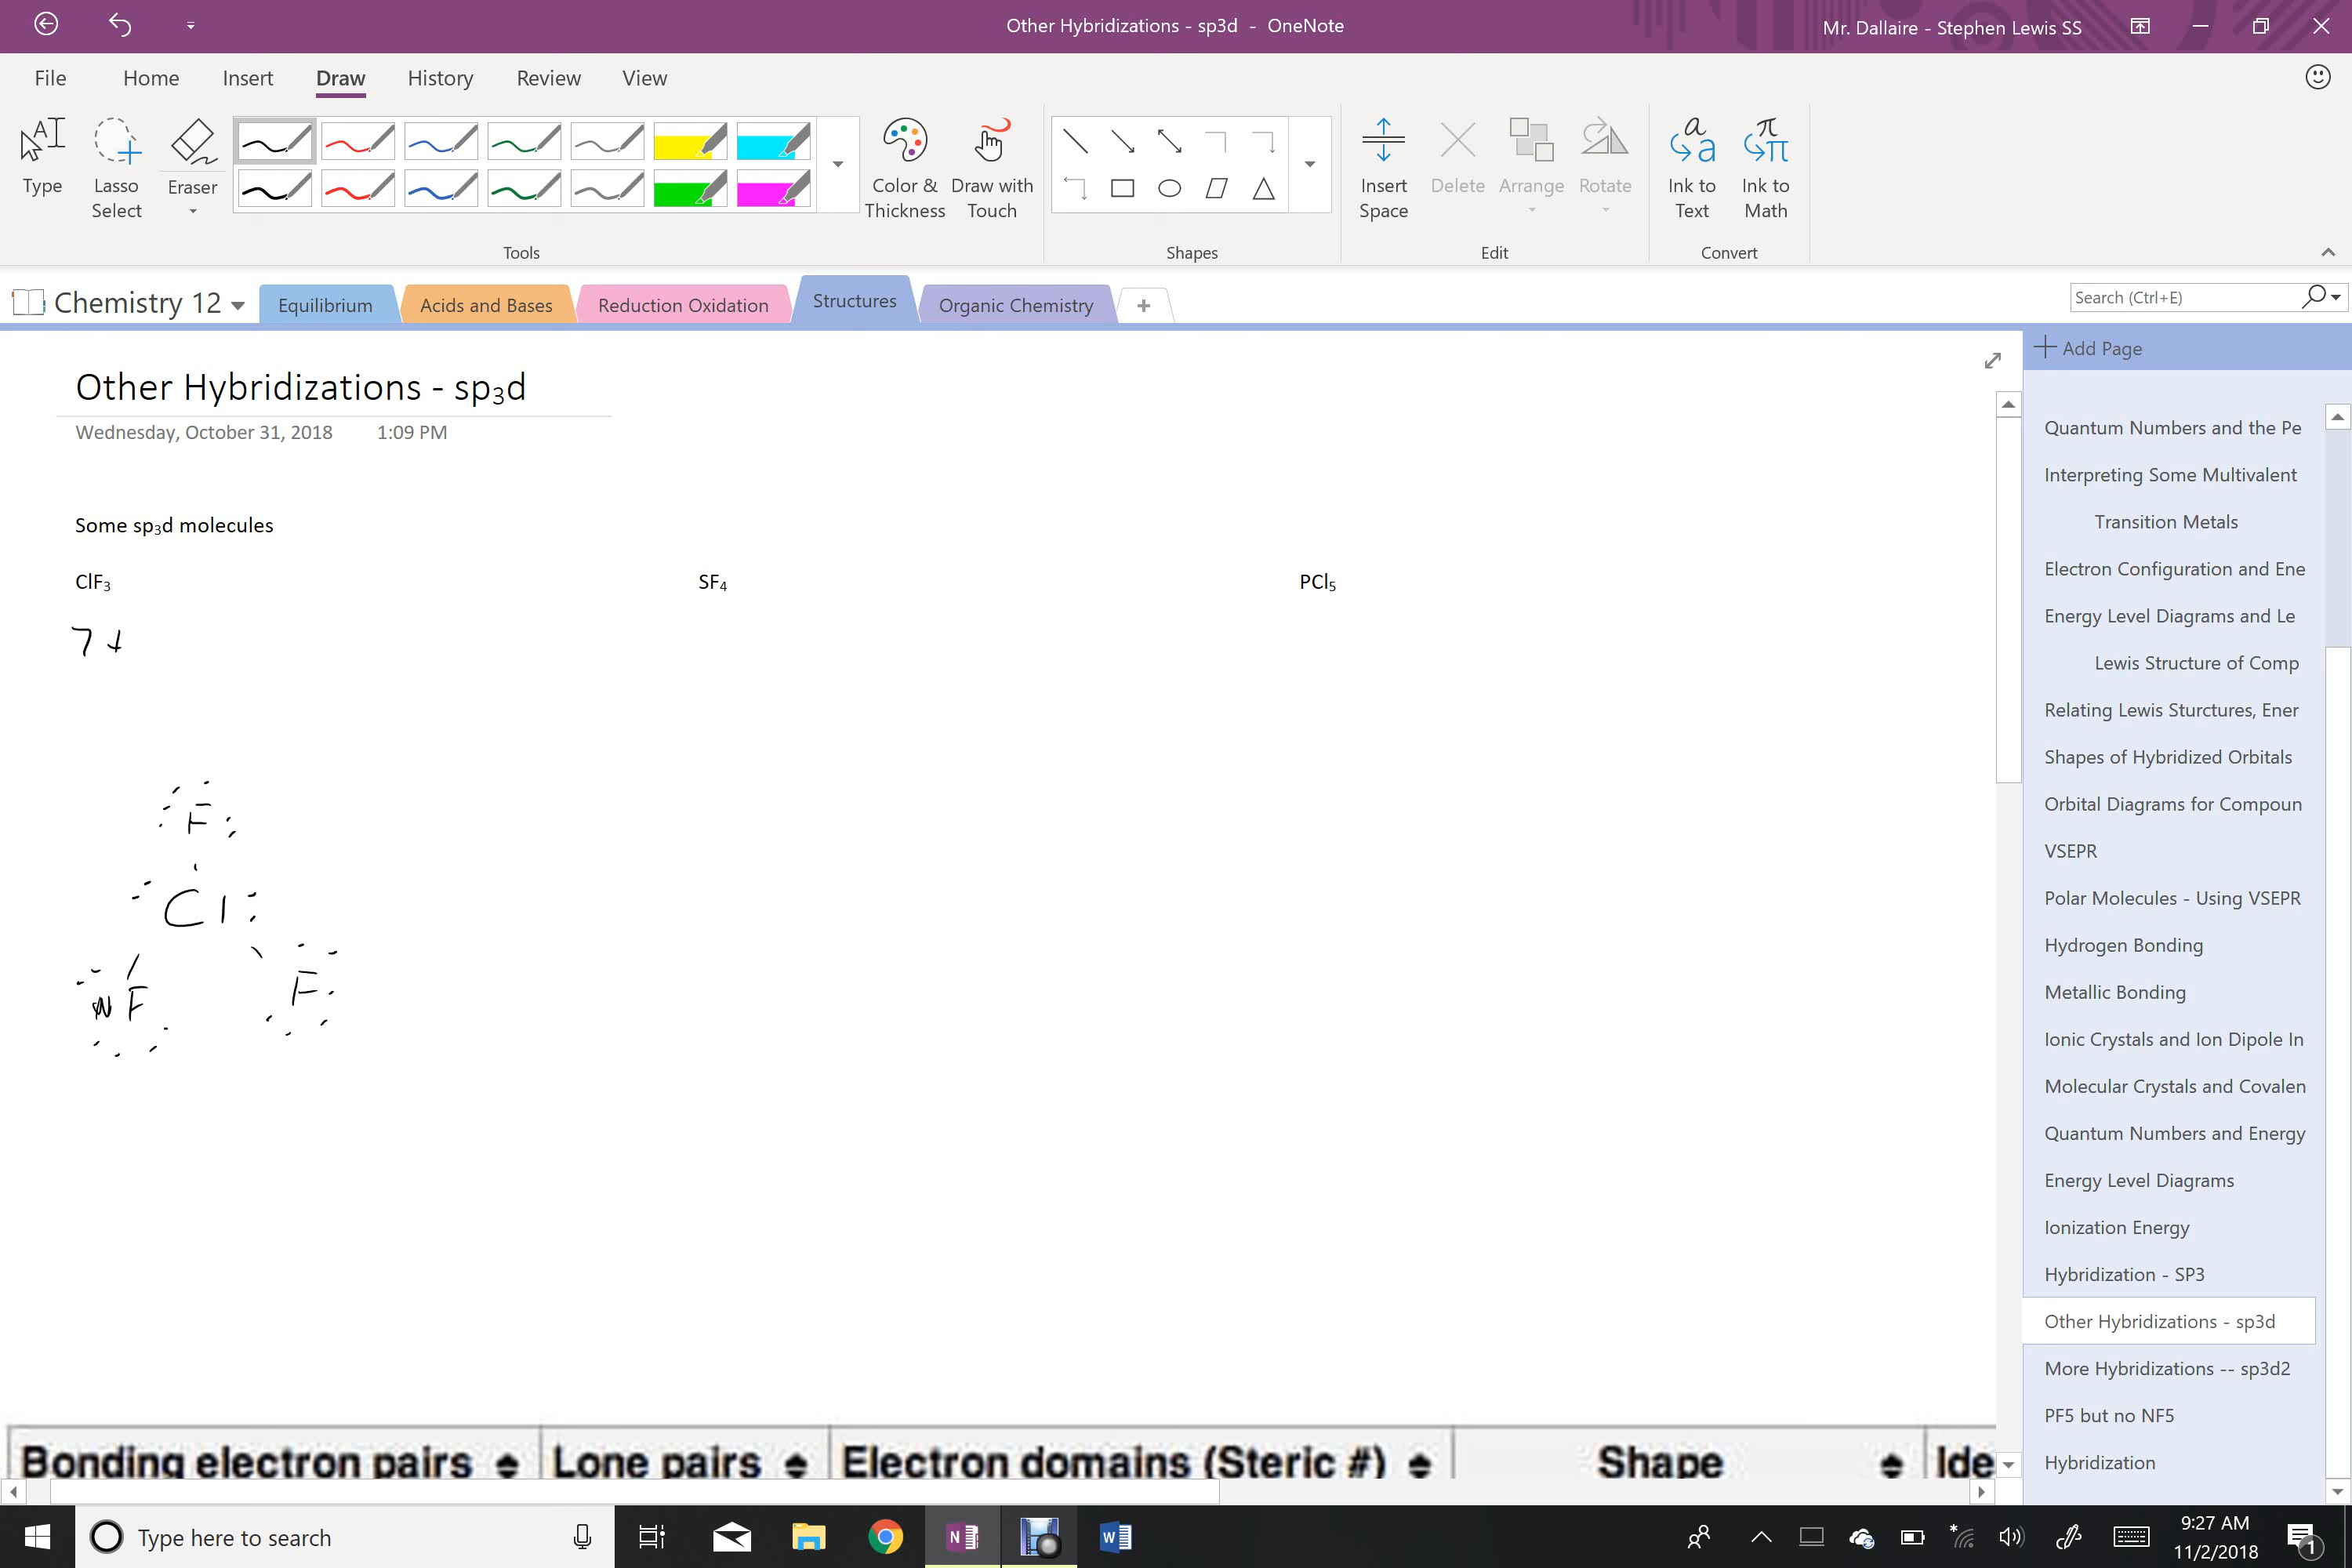 Other Hybridizations - sp3d - OneNote
Mr. Dallaire - Stephen Lewis SS
File Home Insert Draw History Review View
Type
Lasso Select
Eraser
Color & Thickness
Draw with Touch
Insert Space
Delete
Arrange
Rotate
Ink to Text
Ink to Math
Tools Shapes Edit Convert
Chemistry 12 Equilibrium Acids and Bases Reduction Oxidation Structures Organic Chemistry +
Search (Ctrl+E)
Add Page
Other Hybridizations - sp₃d
Wednesday, October 31, 2018 1:09 PM
Some sp₃d molecules
ClF₃ SF₄ PCl₅
7 +
F
Cl
F F
Bonding electron pairs Lone pairs Electron domains (Steric #) Shape Ide
Quantum Numbers and the Pe
Interpreting Some Multivalent
Transition Metals
Electron Configuration and Ene
Energy Level Diagrams and Le
Lewis Structure of Comp
Relating Lewis Sturctures, Ener
Shapes of Hybridized Orbitals
Orbital Diagrams for Compoun
VSEPR
Polar Molecules - Using VSEPR
Hydrogen Bonding
Metallic Bonding
Ionic Crystals and Ion Dipole In
Molecular Crystals and Covalen
Quantum Numbers and Energy
Energy Level Diagrams
Ionization Energy
Hybridization - SP3
Other Hybridizations - sp3d
More Hybridizations -- sp3d2
PF5 but no NF5
Hybridization
Type here to search
9:27 AM
11/2/2018
1